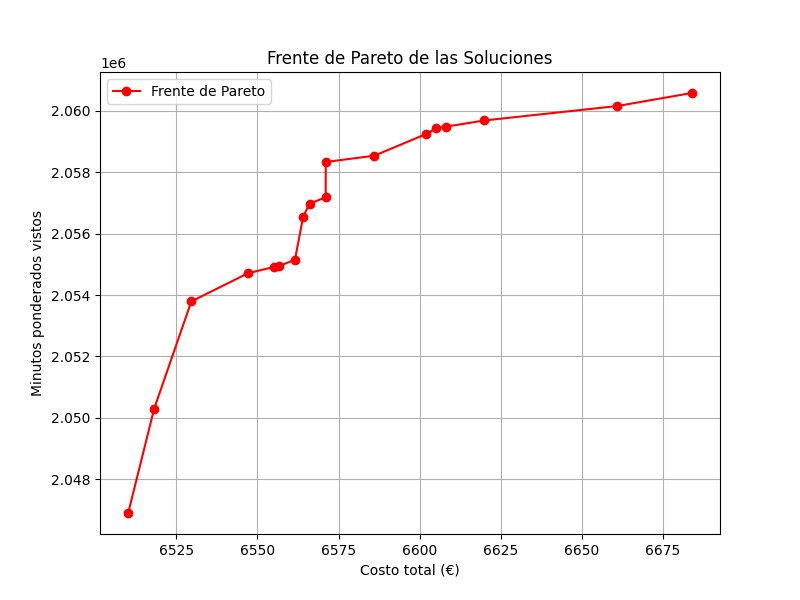 Frente de Pareto de las Soluciones
1e6
Frente de Pareto
2.060
2.058
2.056
2.054
2.052
2.050
2.048
Minutos ponderados vistos
6525 6550 6575 6600 6625 6650 6675
Costo total (€)